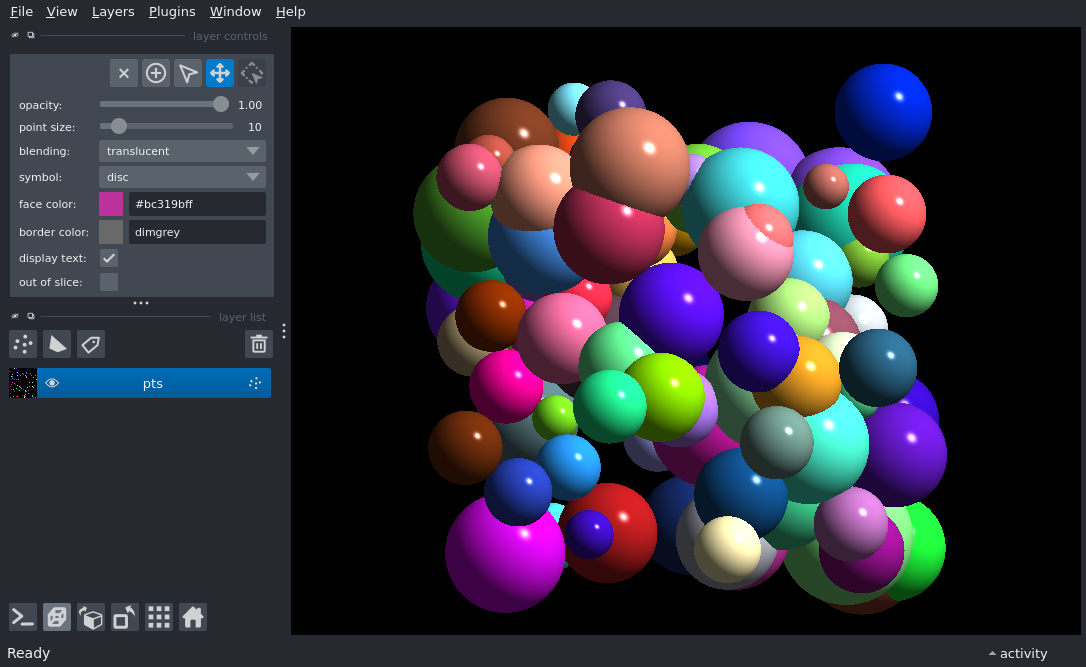 File View Layers Plugins Window Help
layer controls
opacity: 1.00
point size: 10
blending: translucent
symbol: disc
face color: #bc319bff
border color: dimgrey
display text:
out of slice:
layer list
pts
Ready
activity